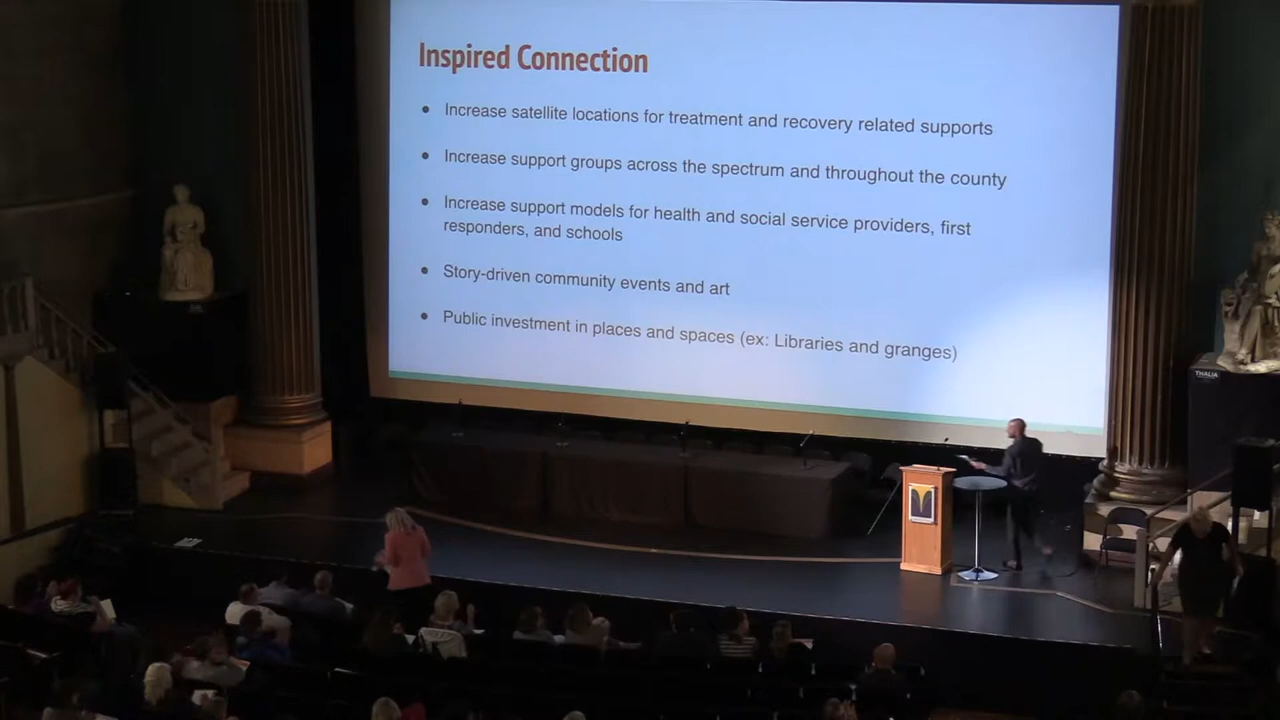 Inspired Connection
• Increase satellite locations for treatment and recovery related supports
• Increase support groups across the spectrum and throughout the county
• Increase support models for health and social service providers, first
responders, and schools
• Story-driven community events and art
• Public investment in places and spaces (ex: Libraries and granges)
THALIA